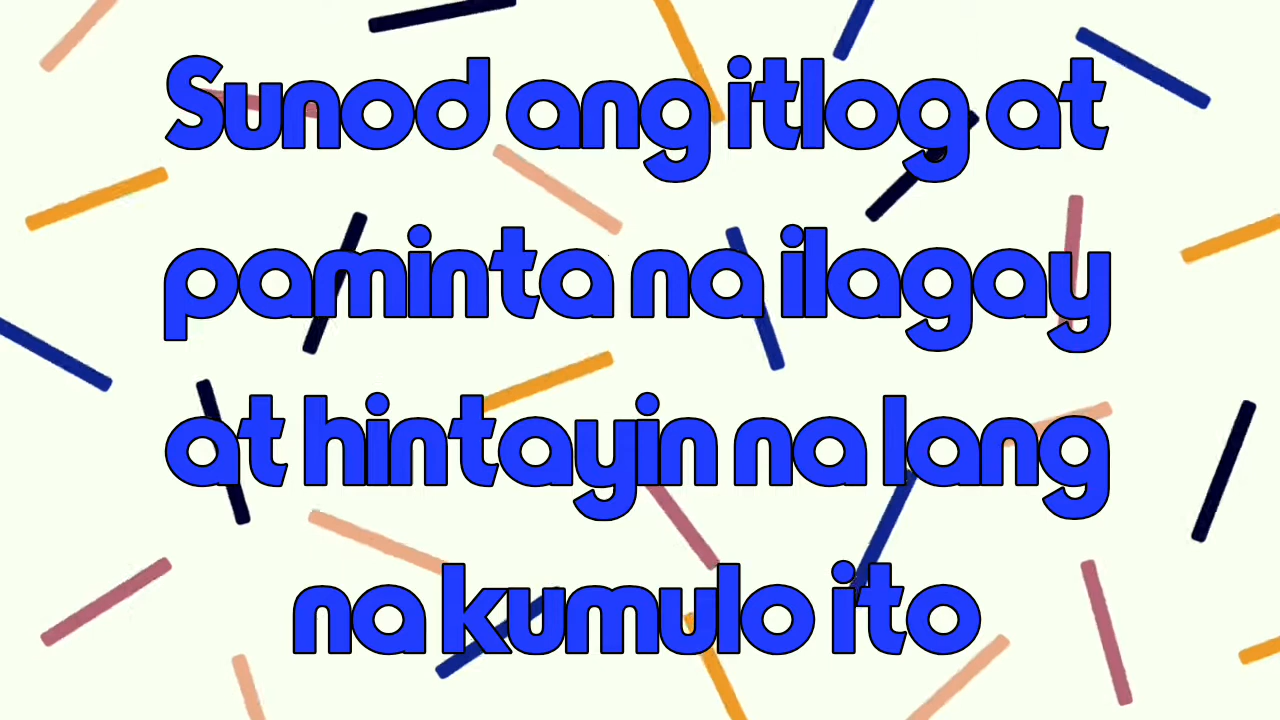 Sunod ang itlog at
paminta na ilagay
at hintayin na lang
na kumulo ito